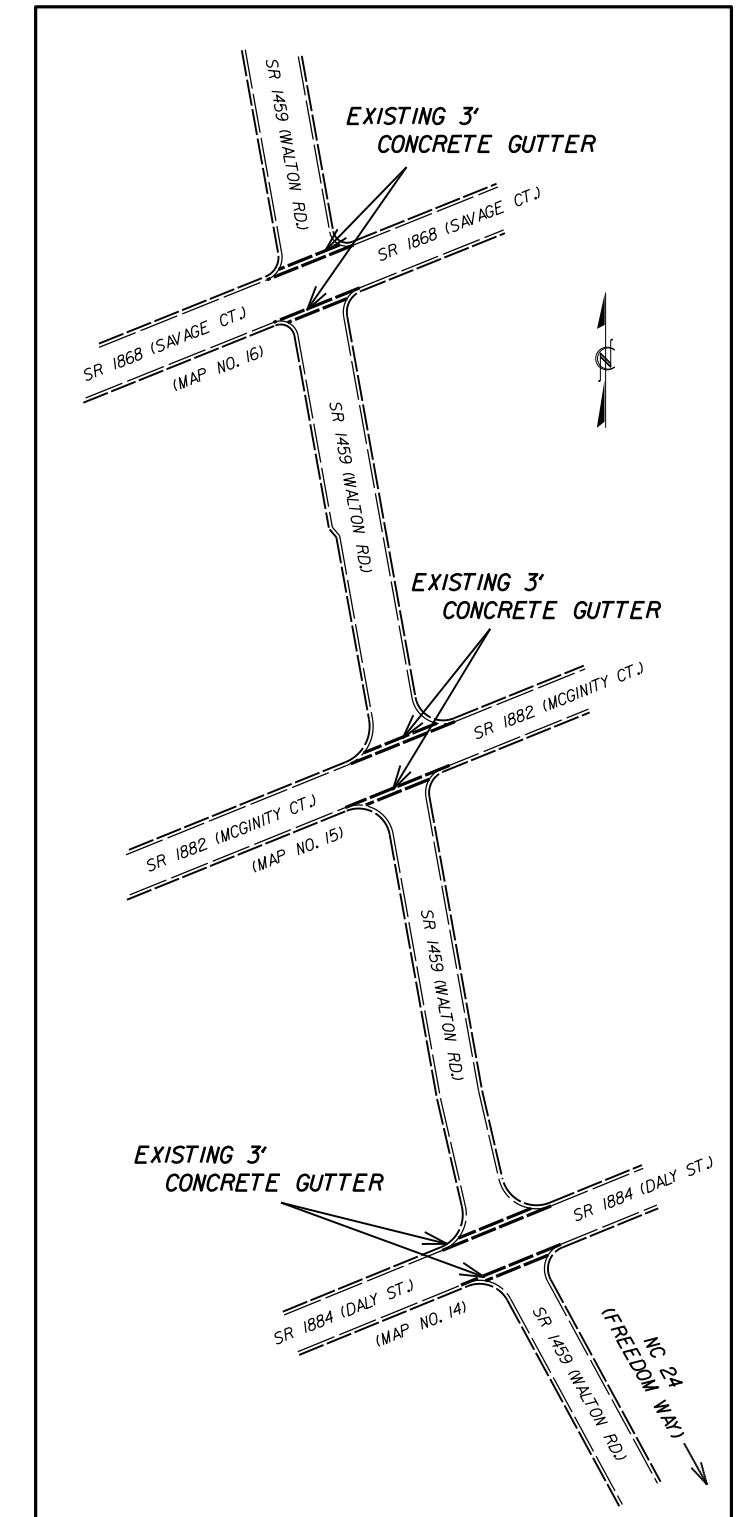 SR 1459 (WALTON RD.)
EXISTING 3'
CONCRETE GUTTER
SR 1868 (SAVAGE CT.)
SR 1868 (SAVAGE CT.)
(MAP NO. 16)
N
SR 1459 (WALTON RD.)
EXISTING 3'
CONCRETE GUTTER
SR 1882 (MCGINITY CT.)
SR 1882 (MCGINITY CT.)
(MAP NO. 15)
SR 1459 (WALTON RD.)
EXISTING 3'
CONCRETE GUTTER
SR 1884 (DALY ST.)
SR 1884 (DALY ST.)
(MAP NO. 14)
SR 1459 (WALTON RD.)
NC 24
(FREEDOM WAY)